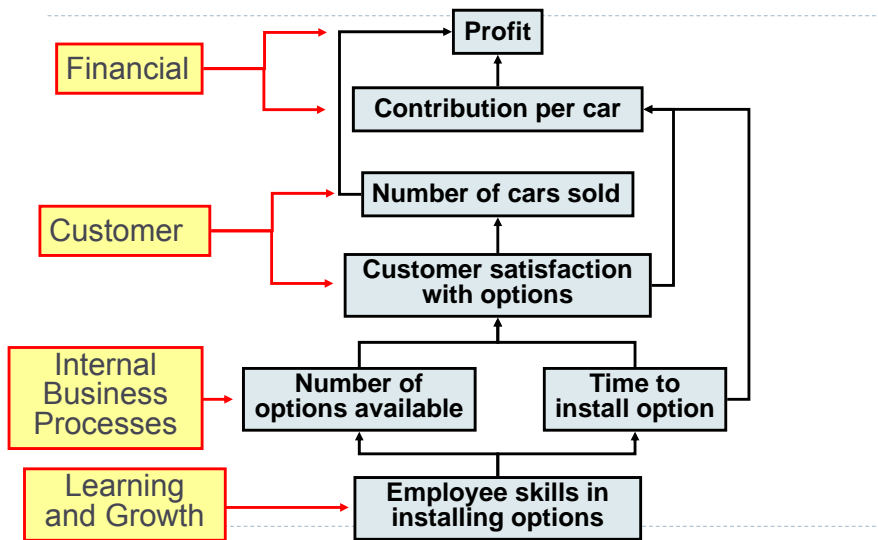 Profit
Financial
Contribution per car
Number of cars sold
Customer
Customer satisfaction
with options
Internal
Business
Processes
Number of
options available
Time to
install option
Learning
and Growth
Employee skills in
installing options